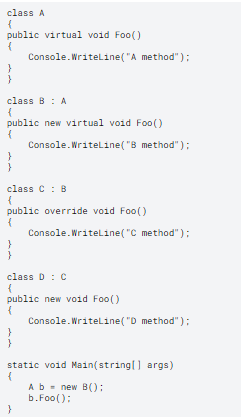 class A
{
public virtual void Foo()
{
    Console.WriteLine("A method");
}
}

class B : A
{
public new virtual void Foo()
{
    Console.WriteLine("B method");
}
}

class C : B
{
public override void Foo()
{
    Console.WriteLine("C method");
}
}

class D : C
{
public new void Foo()
{
    Console.WriteLine("D method");
}
}

static void Main(string[] args)
{
    A b = new B();
    b.Foo();
}